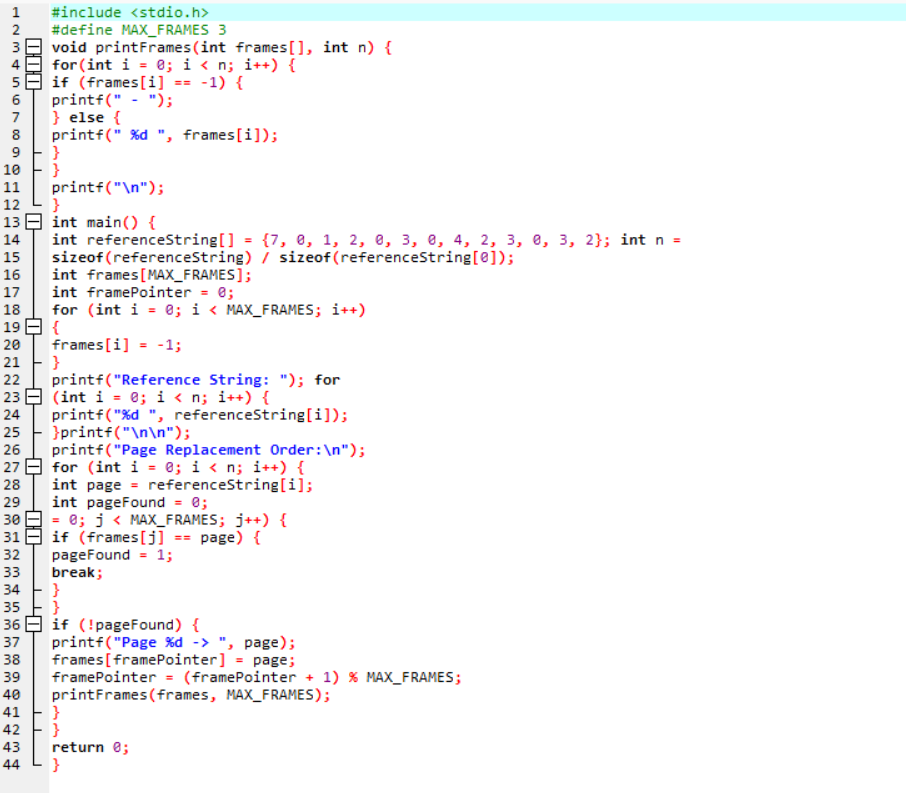 1 #include <stdio.h>
2 #define MAX_FRAMES 3
3 void printFrames(int frames[], int n) {
4 for(int i = 0; i < n; i++) {
5 if (frames[i] == -1) {
6 printf(" - ");
7 } else {
8 printf(" %d ", frames[i]);
9 }
10 }
11 printf("\n");
12 }
13 int main() {
14 int referenceString[] = {7, 0, 1, 2, 0, 3, 0, 4, 2, 3, 0, 3, 2}; int n =
15 sizeof(referenceString) / sizeof(referenceString[0]);
16 int frames[MAX_FRAMES];
17 int framePointer = 0;
18 for (int i = 0; i < MAX_FRAMES; i++)
19 {
20 frames[i] = -1;
21 }
22 printf("Reference String: "); for
23 (int i = 0; i < n; i++) {
24 printf("%d ", referenceString[i]);
25 }printf("\n\n");
26 printf("Page Replacement Order:\n");
27 for (int i = 0; i < n; i++) {
28 int page = referenceString[i];
29 int pageFound = 0;
30 = 0; j < MAX_FRAMES; j++) {
31 if (frames[j] == page) {
32 pageFound = 1;
33 break;
34 }
35 }
36 if (!pageFound) {
37 printf("Page %d -> ", page);
38 frames[framePointer] = page;
39 framePointer = (framePointer + 1) % MAX_FRAMES;
40 printFrames(frames, MAX_FRAMES);
41 }
42 }
43 return 0;
44 }